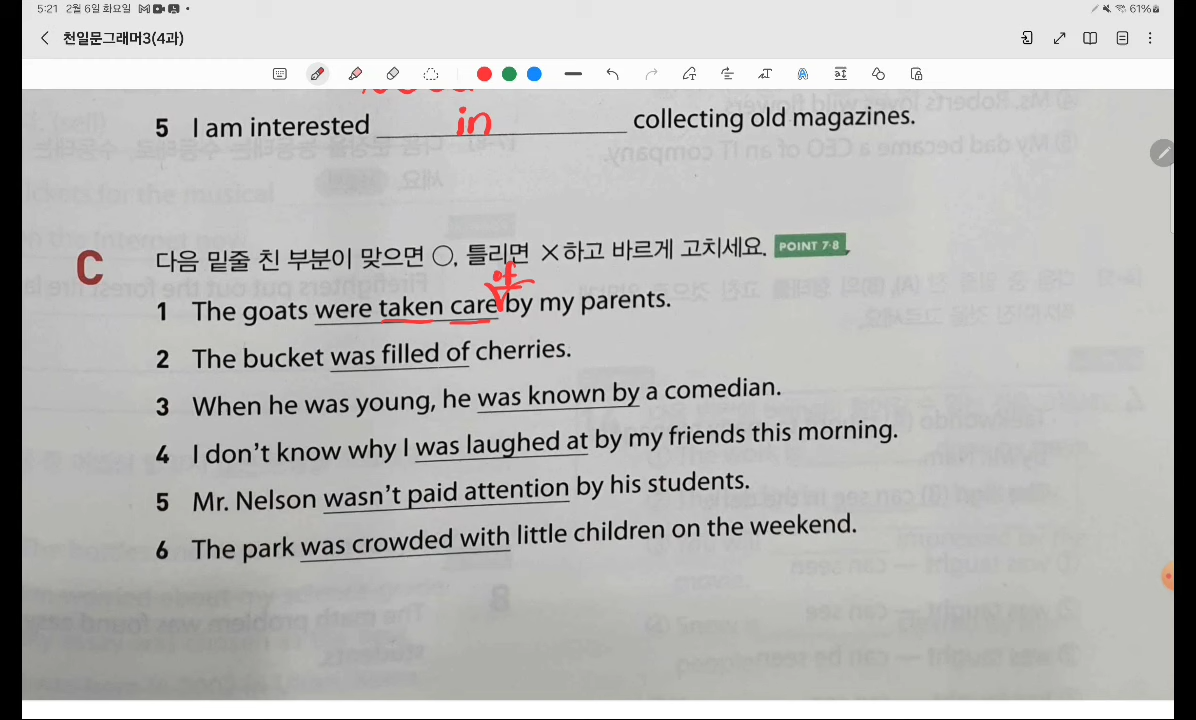 5:21 2월 6일 화요일
61%
천일문그래머3(4과)
5 I am interested in collecting old magazines.
C 다음 밑줄 친 부분이 맞으면 ○, 틀리면 ×하고 바르게 고치세요. POINT 7-8
of
1 The goats were taken care by my parents.
2 The bucket was filled of cherries.
3 When he was young, he was known by a comedian.
4 I don't know why I was laughed at by my friends this morning.
5 Mr. Nelson wasn't paid attention by his students.
6 The park was crowded with little children on the weekend.